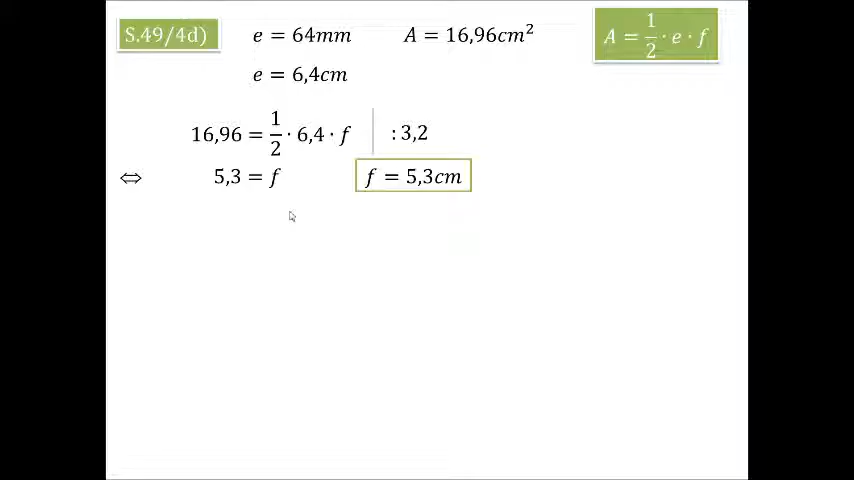 S.49/4d) e = 64mm A = 16,96cm² A = 1/2 · e · f
e = 6,4cm
16,96 = 1/2 · 6,4 · f | : 3,2
⇔ 5,3 = f f = 5,3cm